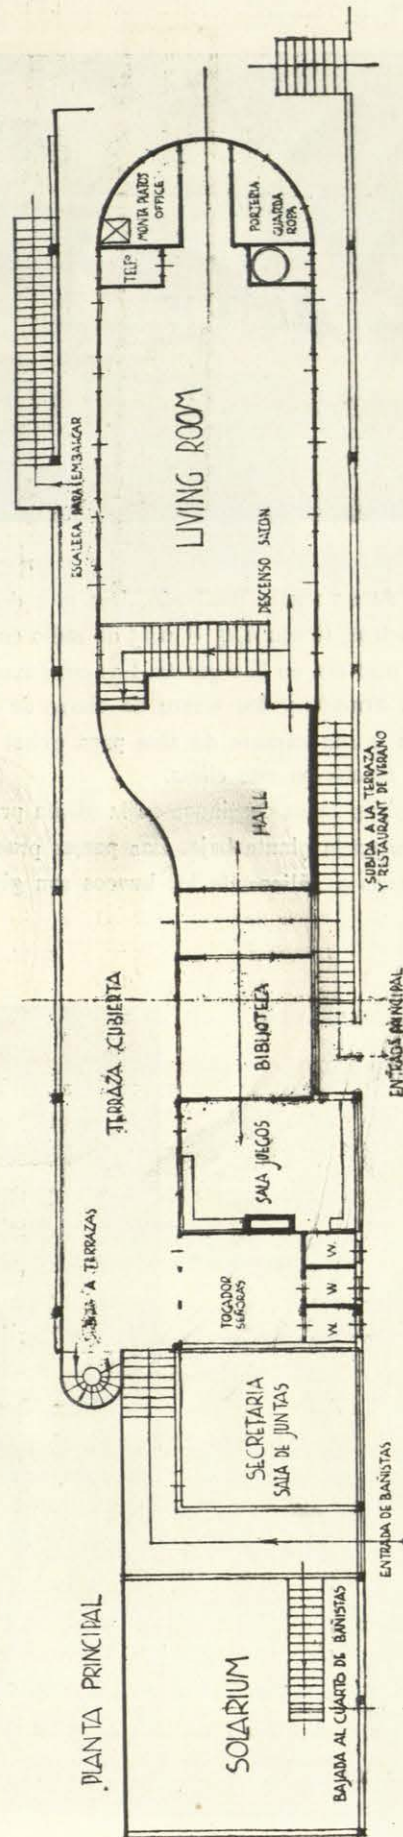 PLANTA PRINCIPAL
SUBIDA A TERRAZAS
ESCALERA PARA EMBARCAR
TERRAZA CUBIERTA
TELFº
MONTA PLATOS
OFFICE
SOLARIUM
SECRETARIA
SALA DE JUNTAS
TOCADOR
SEÑORAS
SALA JUEGOS
BIBLIOTECA
HALL
LIVING ROOM
DESCENSO SALON
PORTERIA
GUARDA
ROPA
W.
W.
W.
BAJADA AL CUARTO DE BAÑISTAS
ENTRADA DE BAÑISTAS
ENTRADA PRINCIPAL
SUBIDA A LA TERRAZA
Y RESTAURANT DE VERANO